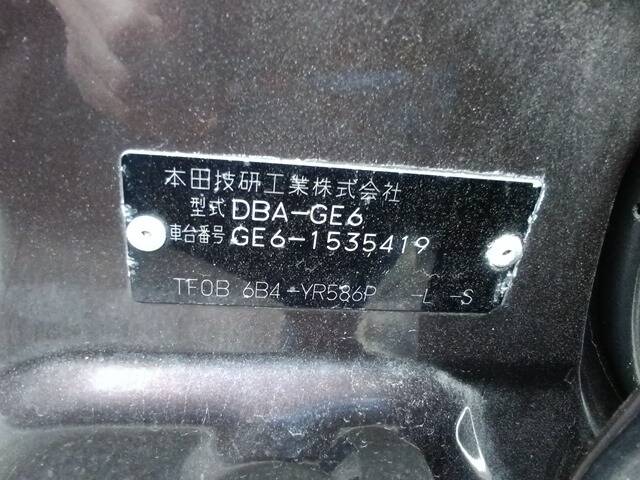 本田技研工業株式会社
型式 DBA-GE6
車台番号 GE6-1535419
TF0B 6B4-YR586P -L -S